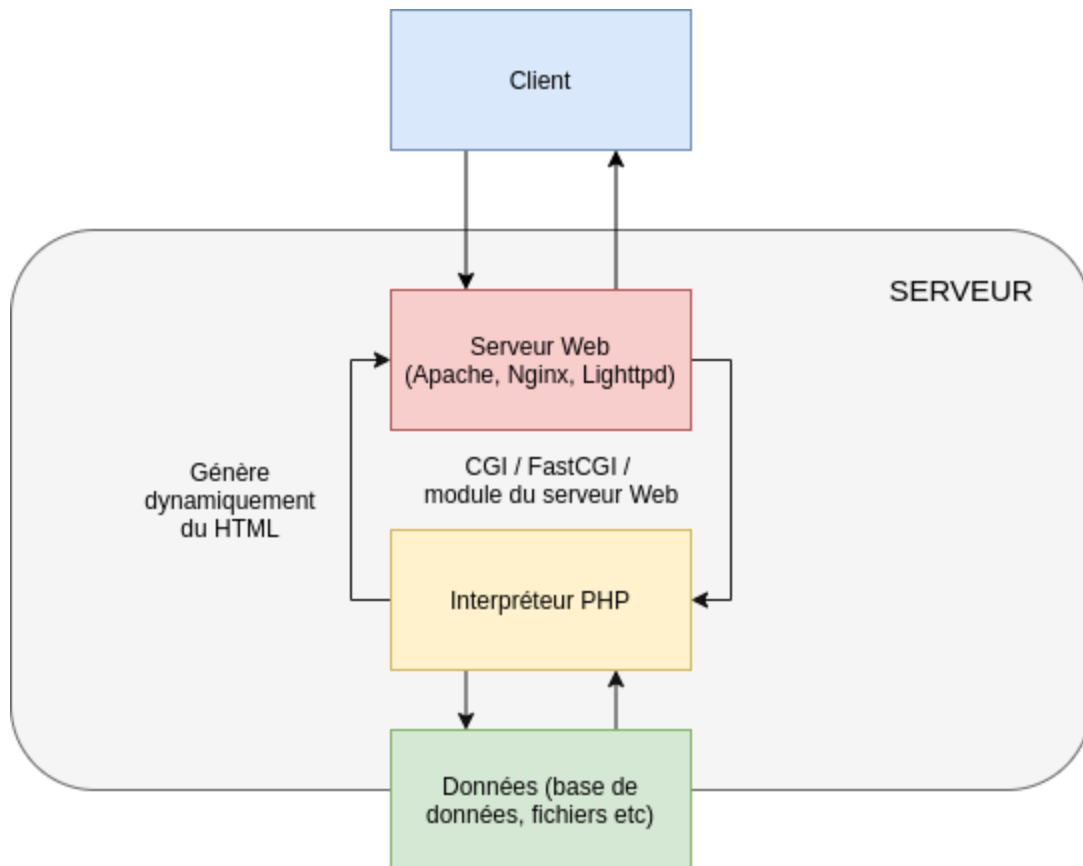 Client
SERVEUR
Serveur Web
(Apache, Nginx, Lighttpd)
Génère
dynamiquement
du HTML
CGI / FastCGI /
module du serveur Web
Interpréteur PHP
Données (base de
données, fichiers etc)